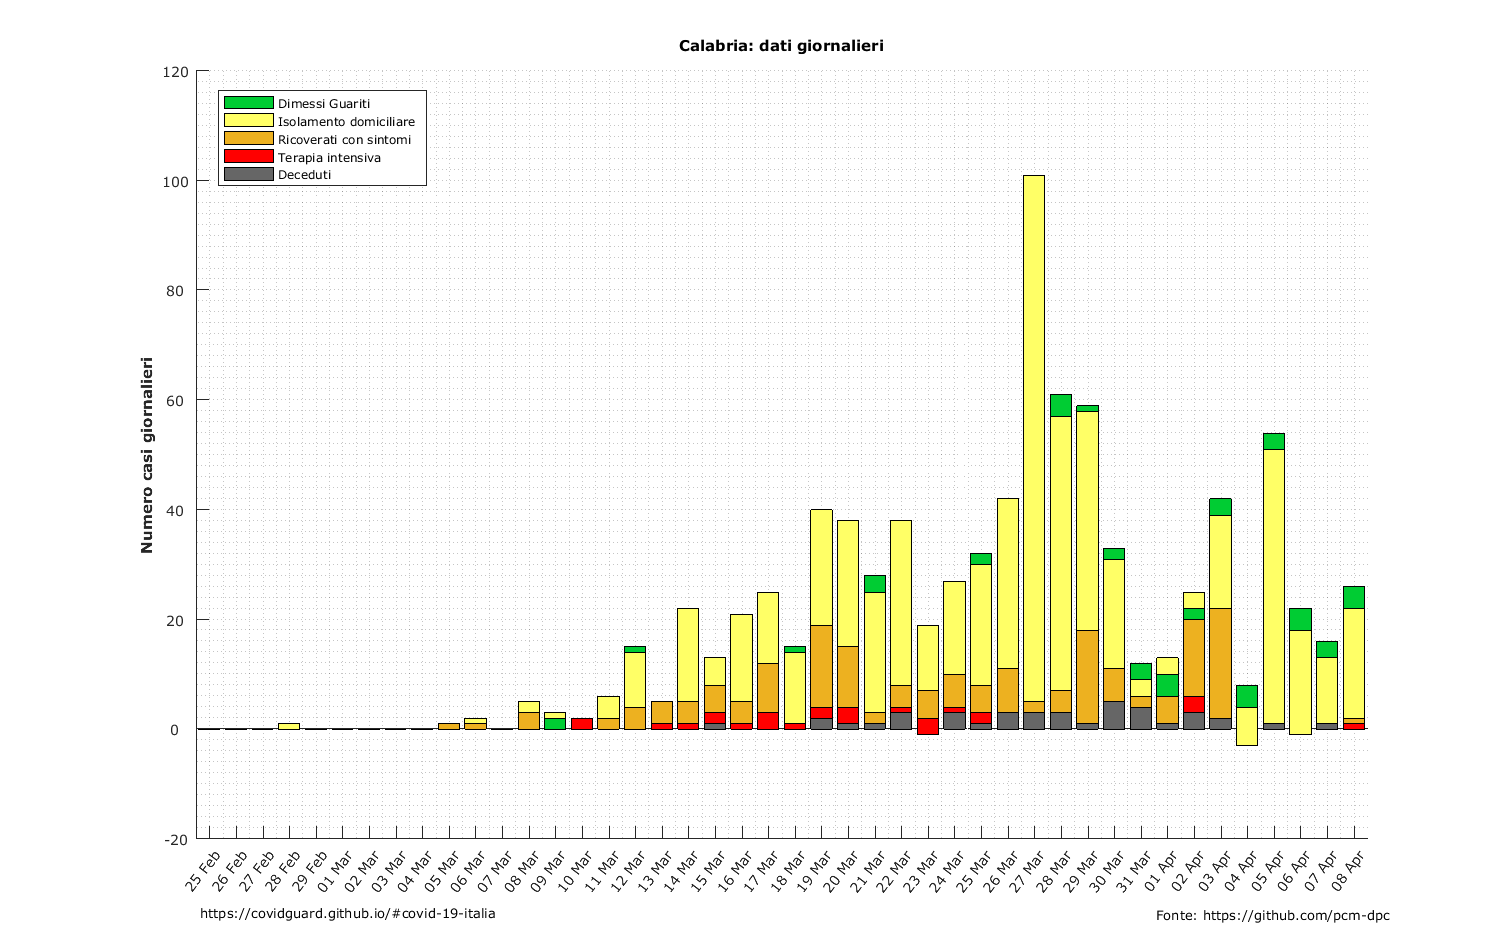 Calabria: dati giornalieri
120
100
80
60
40
20
0
-20
Numero casi giornalieri
Dimessi Guariti
Isolamento domiciliare
Ricoverati con sintomi
Terapia intensiva
Deceduti
25 Feb
26 Feb
27 Feb
28 Feb
29 Feb
01 Mar
02 Mar
03 Mar
04 Mar
05 Mar
06 Mar
07 Mar
08 Mar
09 Mar
10 Mar
11 Mar
12 Mar
13 Mar
14 Mar
15 Mar
16 Mar
17 Mar
18 Mar
19 Mar
20 Mar
21 Mar
22 Mar
23 Mar
24 Mar
25 Mar
26 Mar
27 Mar
28 Mar
29 Mar
30 Mar
31 Mar
01 Apr
02 Apr
03 Apr
04 Apr
05 Apr
06 Apr
07 Apr
08 Apr
https://covidguard.github.io/#covid-19-italia
Fonte: https://github.com/pcm-dpc